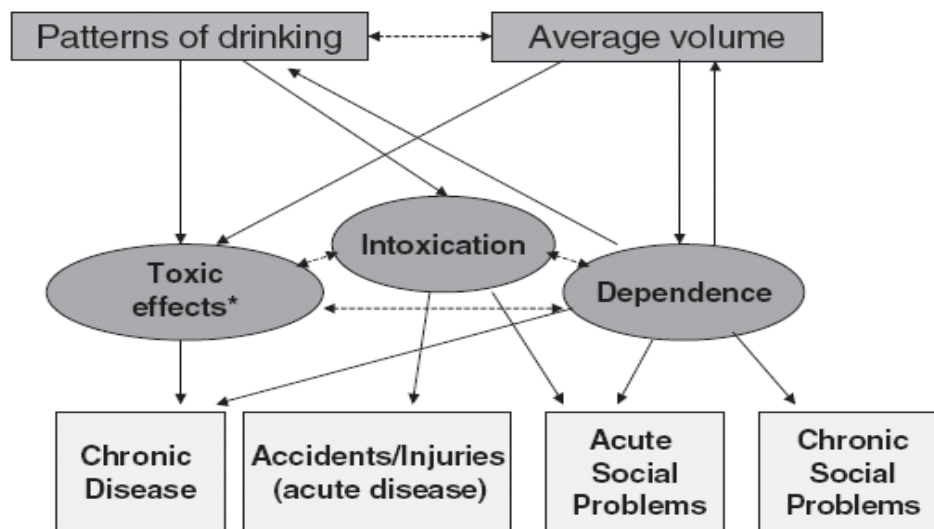 Patterns of drinking
Average volume
Intoxication
Toxic
effects*
Dependence
Chronic
Disease
Accidents/Injuries
(acute disease)
Acute
Social
Problems
Chronic
Social
Problems